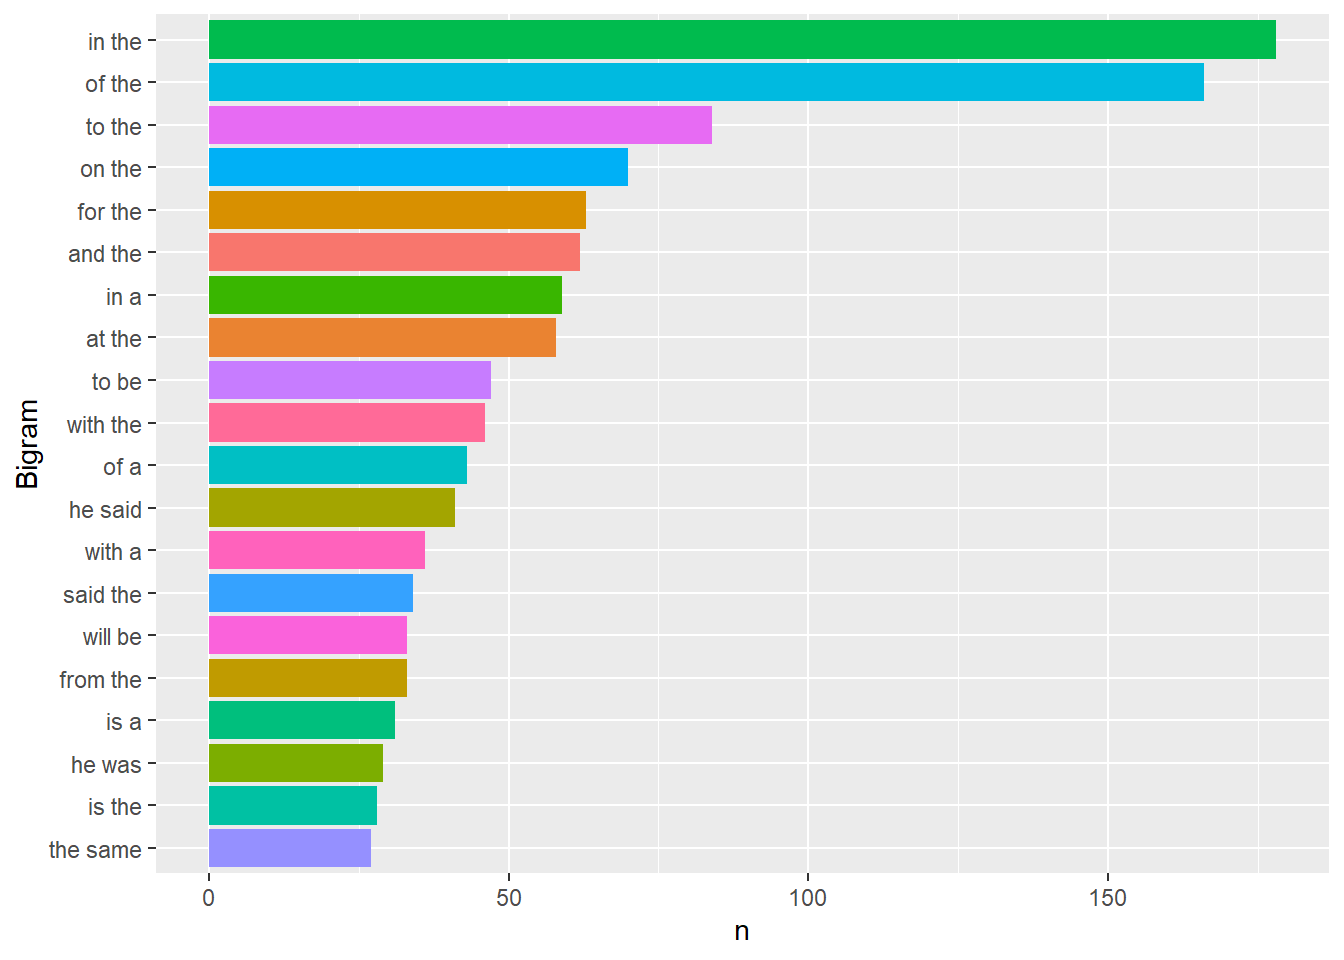 in the
of the
to the
on the
for the
and the
in a
at the
to be
with the
of a
he said
with a
said the
will be
from the
is a
he was
is the
the same
Bigram
0 50 100 150
n